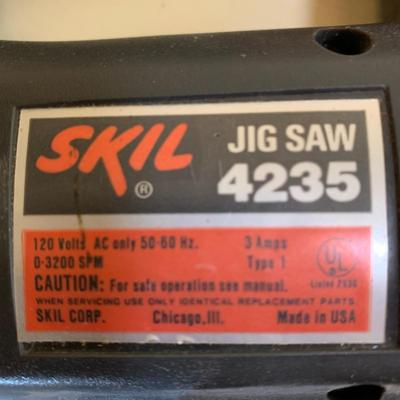 SKIL ® JIG SAW
4235
120 Volts AC only 50-60 Hz. 3 Amps
0-3200 SPM Type 1
UL ®
CAUTION: For safe operation see manual. Listed
WHEN SERVICING USE ONLY IDENTICAL REPLACEMENT PARTS
SKIL CORP. Chicago, Ill. Made in USA